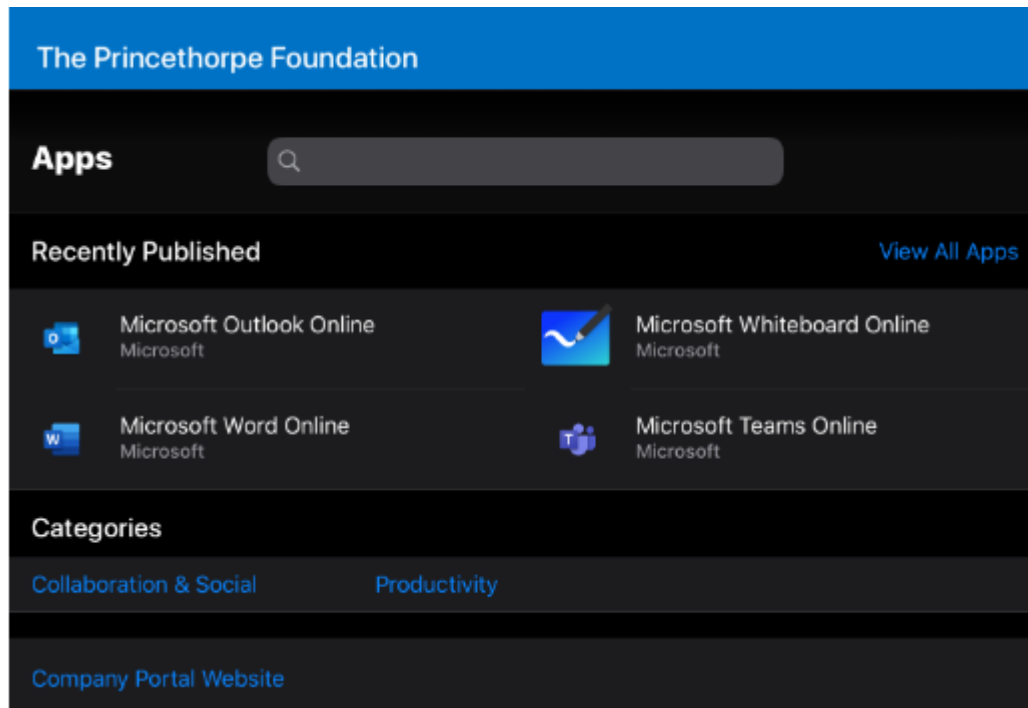 The Princethorpe Foundation
Apps
Recently Published
View All Apps
Microsoft Outlook Online
Microsoft
Microsoft Whiteboard Online
Microsoft
Microsoft Word Online
Microsoft
Microsoft Teams Online
Microsoft
Categories
Collaboration & Social
Productivity
Company Portal Website